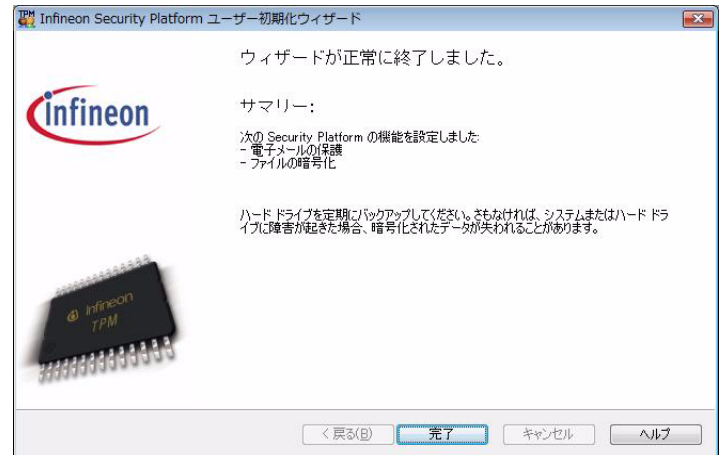 Infineon Security Platform ユーザー初期化ウィザード
ウィザードが正常に終了しました。
infineon
サマリー:
次の Security Platform の機能を設定しました:
- 電子メールの保護
- ファイルの暗号化
ハード ドライブを定期にバックアップしてください。さもなければ、システムまたはハード ドラ
イブに障害が起きた場合、暗号化されたデータが失われることがあります。
Infineon
TPM
< 戻る(B)
完了
キャンセル
ヘルプ